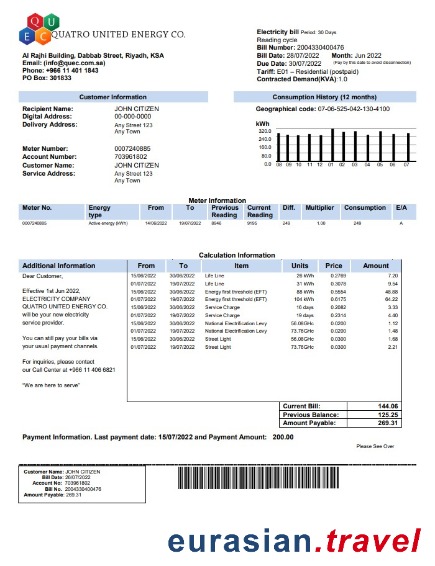 Q U
E C
QUATRO UNITED ENERGY CO.
Al Rajhi Building, Dabbab Street, Riyadh, KSA
Email: (info@quec.com.sa)
Phone: +966 11 401 1843
PO Box: 301633
Electricity bill Period 30 Days
Reading cycle
Bill Number: 2004330400476
Bill Date: 28/07/2022 Month: Jun 2022
Due Date: 30/07/2022 (Pay by this date to avoid disconnection)
Tariff: E01 – Residential (postpaid)
Contracted Demand(KVA):1.0
Customer Information
Recipient Name: JOHN CITIZEN
Digital Address: 00-000-0000
Delivery Address: Any Street 123
Any Town
Meter Number: 0007240685
Account Number: 703961802
Customer Name: JOHN CITIZEN
Service Address: Any Street 123
Any Town
Consumption History (12 months)
Geographical code: 07-06-525-042-130-4100
kWh
320.0
240.0
160.0
80.0
0.0
08 09 10 11 12 01 02 03 04 05 06 07
Meter Information
Meter No. Energy type From To Previous Reading Current Reading Diff. Multiplier Consumption E/A
0007240685 Active energy (kWh) 14/06/2022 19/07/2022 249 1.00 249 A
Calculation Information
Additional Information From To Item Units Price Amount
Dear Customer,
Effective 1st Jun 2022,
ELECTRICITY COMPANY
QUATRO UNITED ENERGY CO.
will be your new electricity
service provider.
You can still pay your bills via
your usual payment channels.
For inquiries, please contact
our Call Center at +966 11 406 6821
"We are here to serve"
15/06/2022 30/06/2022 Life Line 26 kWh 0.2769 7.20
01/07/2022 19/07/2022 Life Line 31 kWh 0.3078 9.54
15/06/2022 30/06/2022 Energy first threshold (EFT) 88 kWh 0.5554 48.88
01/07/2022 19/07/2022 Energy first threshold (EFT) 104 kWh 0.6175 64.22
15/06/2022 30/06/2022 Service Charge 16 days 0.2082 3.33
01/07/2022 19/07/2022 Service Charge 19 days 0.2314 4.40
15/06/2022 30/06/2022 National Electrification Levy 56.08GHc 0.0200 1.12
01/07/2022 19/07/2022 National Electrification Levy 73.76GHc 0.0200 1.48
15/06/2022 30/06/2022 Street Light 56.08GHc 0.0300 1.68
01/07/2022 19/07/2022 Street Light 73.76GHc 0.0300 2.21
Current Bill: 144.06
Previous Balance: 125.25
Amount Payable: 269.31
Payment Information. Last payment date: 15/07/2022 and Payment Amount: 200.00
Please See Over
Customer Name: JOHN CITIZEN
Bill Date: 28/07/2022
Account No: 703961802
Bill No. 2004330400476
Amount Payable: 269.31
eurasian.travel